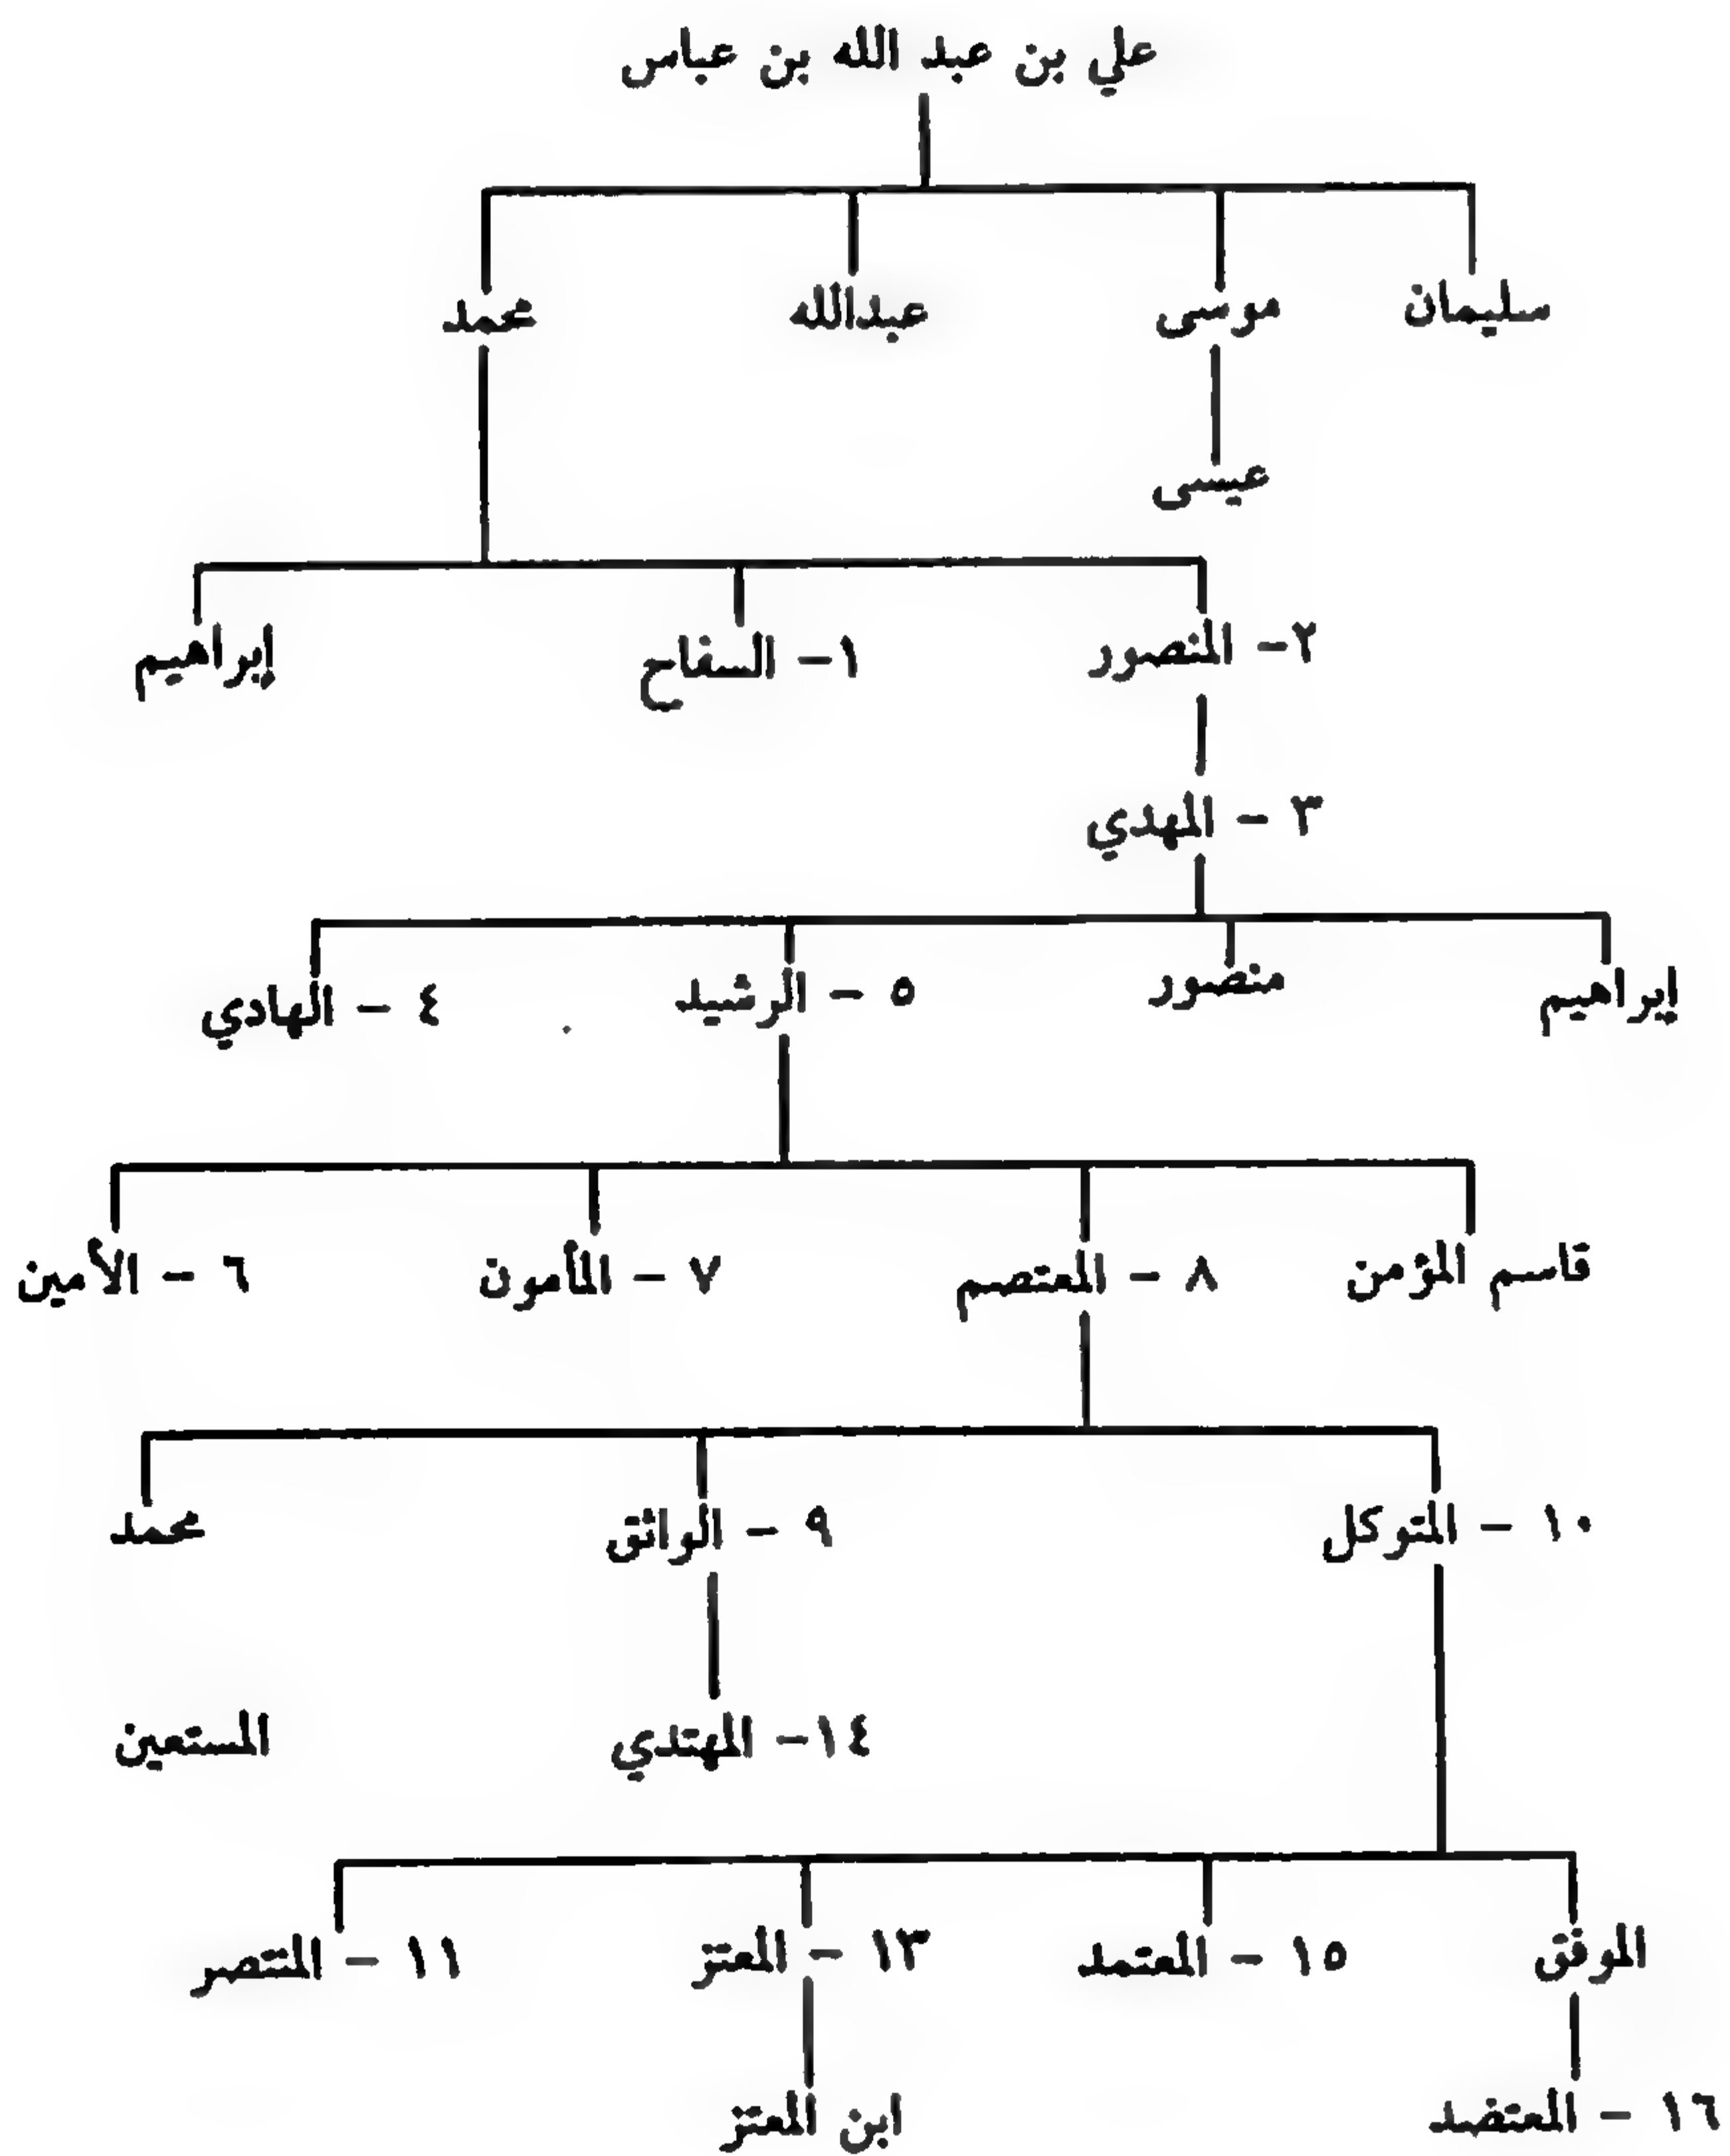 علي بن عبد الله بن عباس
سليمان موسى عبدالله محمد
عيسى
٢- المنصور ١- السفاح إبراهيم
٣ - المهدي
إبراهيم منصور ٥ - الرشيد ٤ - الهادي
قاسم المؤمن ٨ - المعتصم ٧ - المأمون ٦ - الأمين
١٠ - المتوكل ٩ - الواثق محمد
١٤- المهتدي المستعين
الموفق ١٥ - المعتمد ١٣ - المعتز ١١ - المنتصر
١٦ - المعتضد ابن المعتز